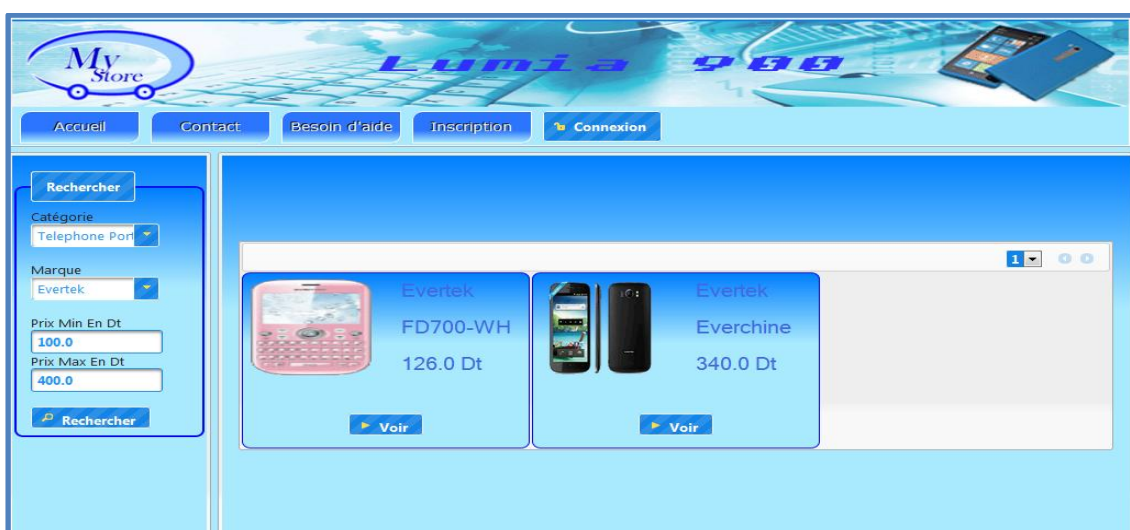 My
Store
Lumia 900
Accueil
Contact
Besoin d'aide
Inscription
Connexion
Rechercher
Catégorie
Telephone Port
Marque
Evertek
Prix Min En Dt
100.0
Prix Max En Dt
400.0
Rechercher
1
Evertek
FD700-WH
126.0 Dt
Voir
Evertek
Everchine
340.0 Dt
Voir